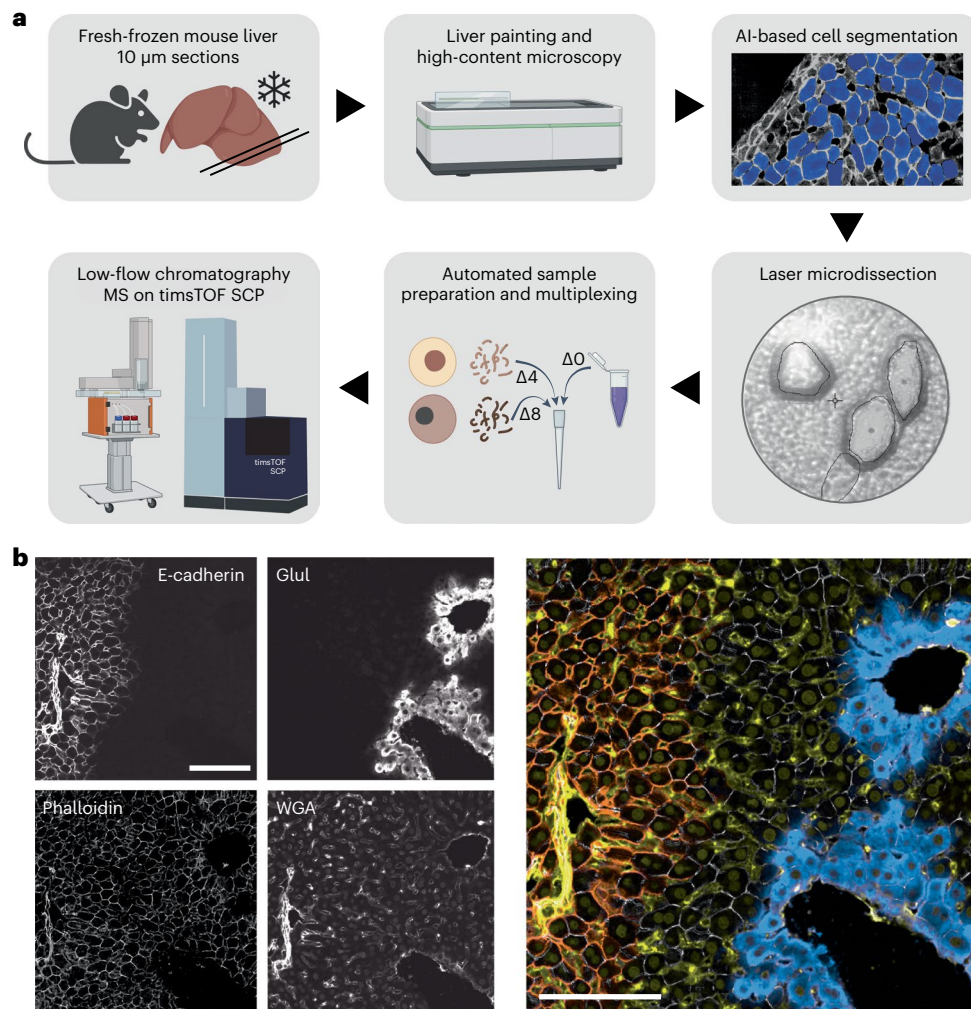 a
Fresh-frozen mouse liver
10 µm sections
Liver painting and
high-content microscopy
AI-based cell segmentation
Low-flow chromatography
MS on timsTOF SCP
timsTOF
SCP
Automated sample
preparation and multiplexing
Δ0
Δ4
Δ8
Laser microdissection
b
E-cadherin
Glul
Phalloidin
WGA